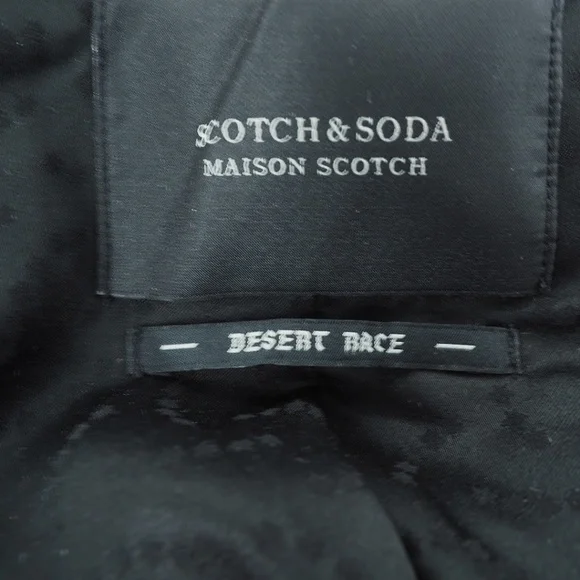 SCOTCH & SODA
MAISON SCOTCH
— DESERT RACE —